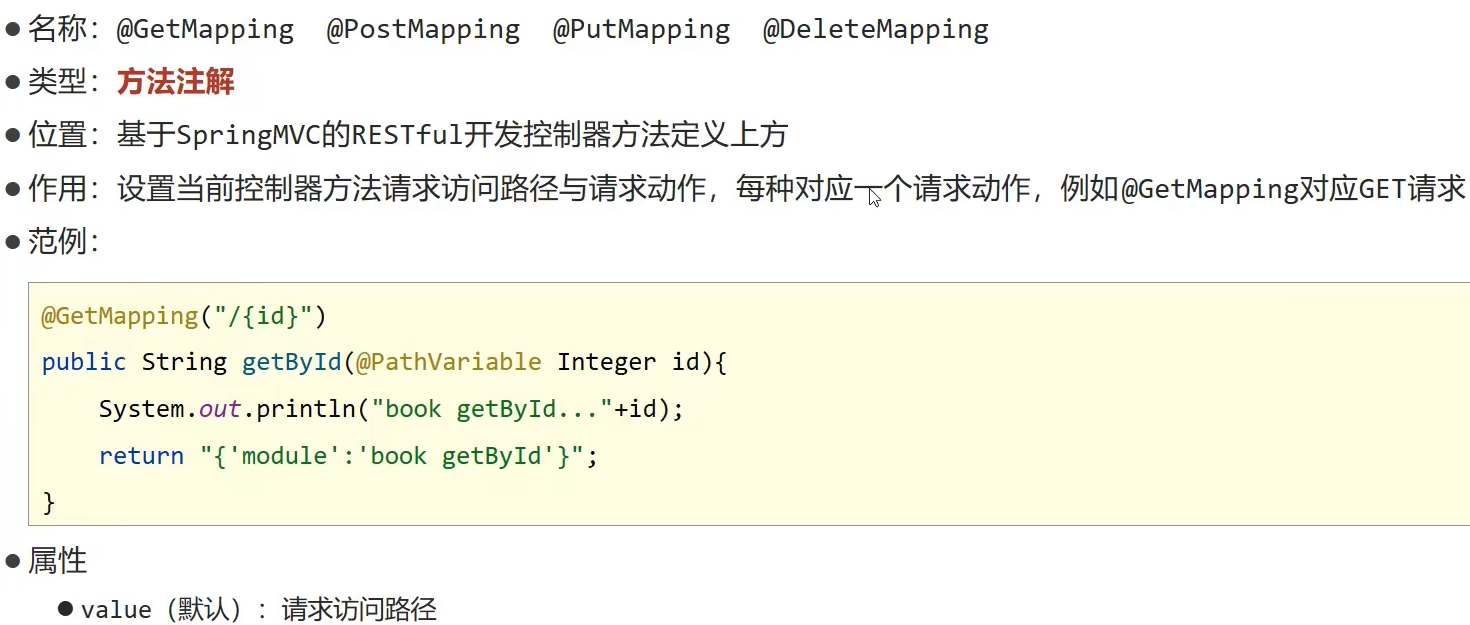 ● 名称：@GetMapping  @PostMapping  @PutMapping  @DeleteMapping
● 类型：方法注解
● 位置：基于SpringMVC的RESTful开发控制器方法定义上方
● 作用：设置当前控制器方法请求访问路径与请求动作，每种对应一个请求动作，例如@GetMapping对应GET请求
● 范例：
@GetMapping("/{id}")
public String getById(@PathVariable Integer id){
    System.out.println("book getById..."+id);
    return "{'module':'book getById'}";
}
● 属性
● value（默认）：请求访问路径